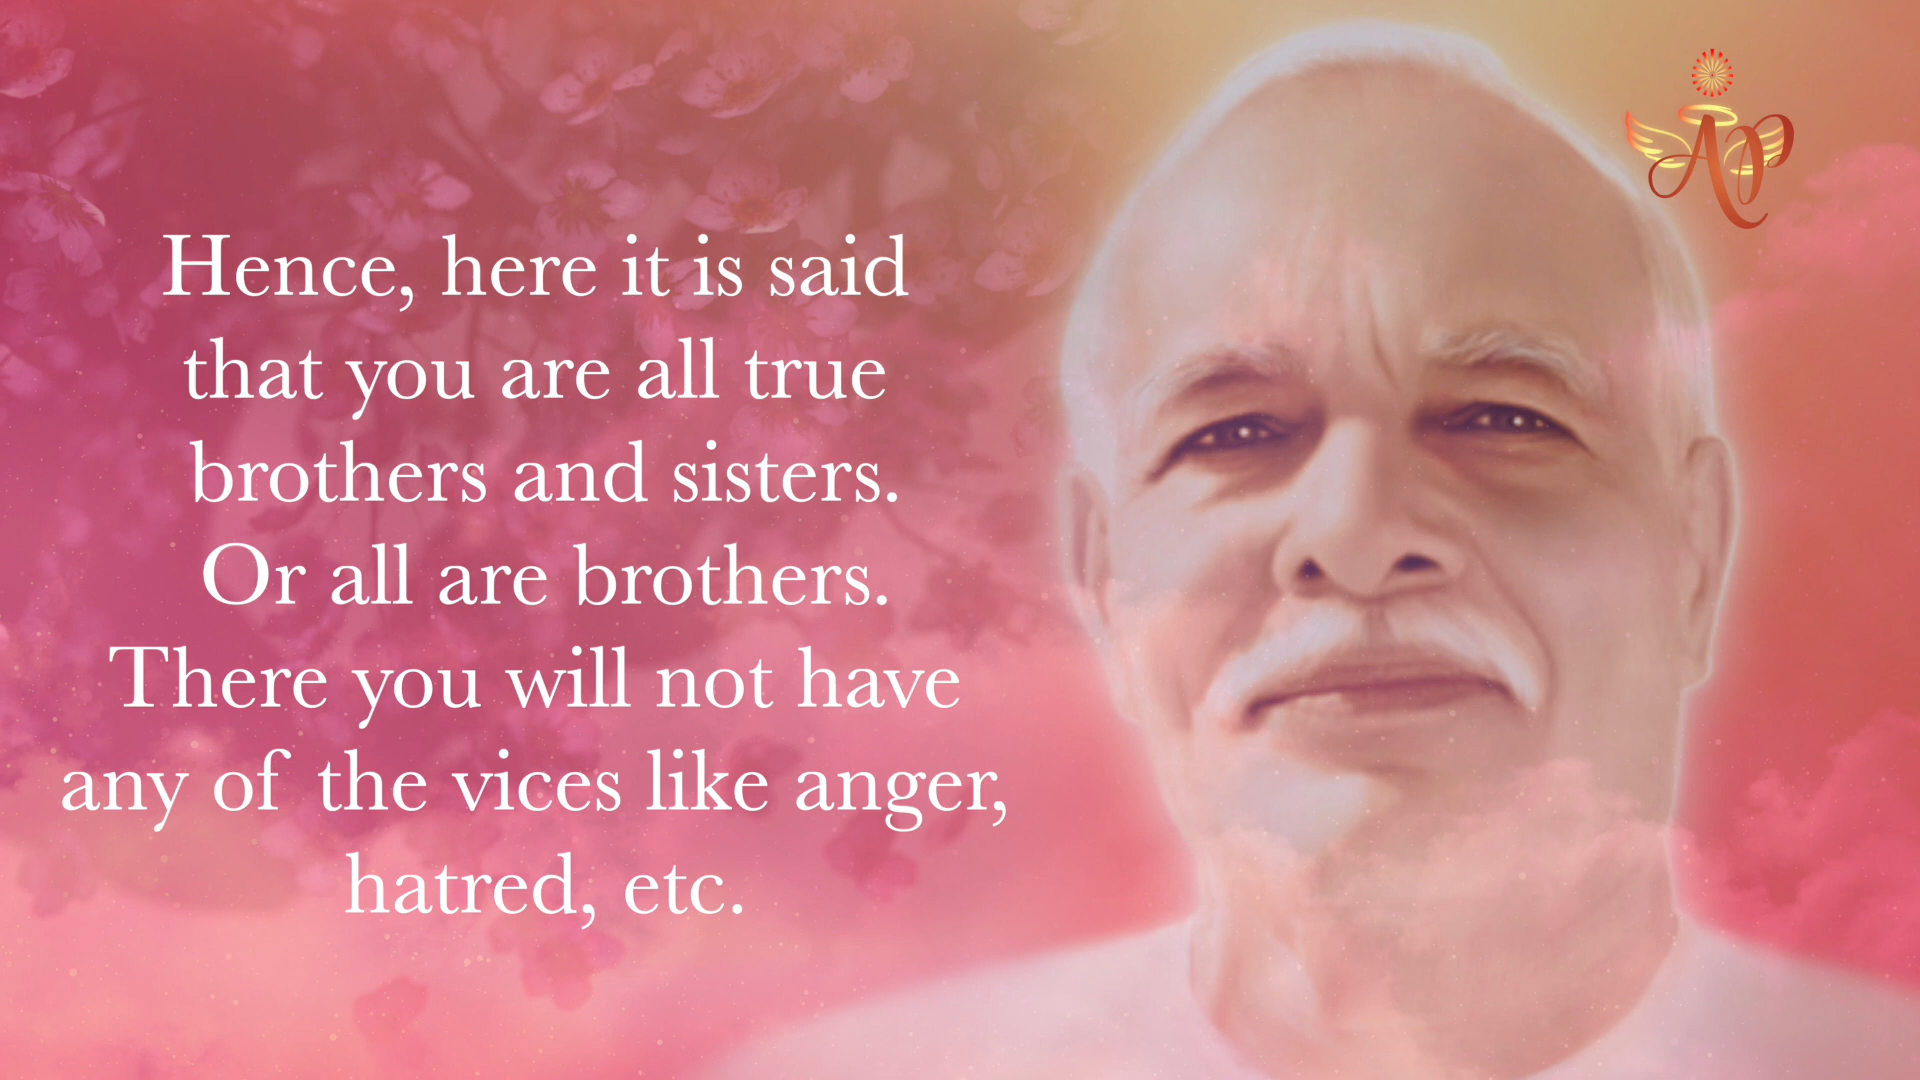 AP
Hence, here it is said
that you are all true
brothers and sisters.
Or all are brothers.
There you will not have
any of the vices like anger,
hatred, etc.